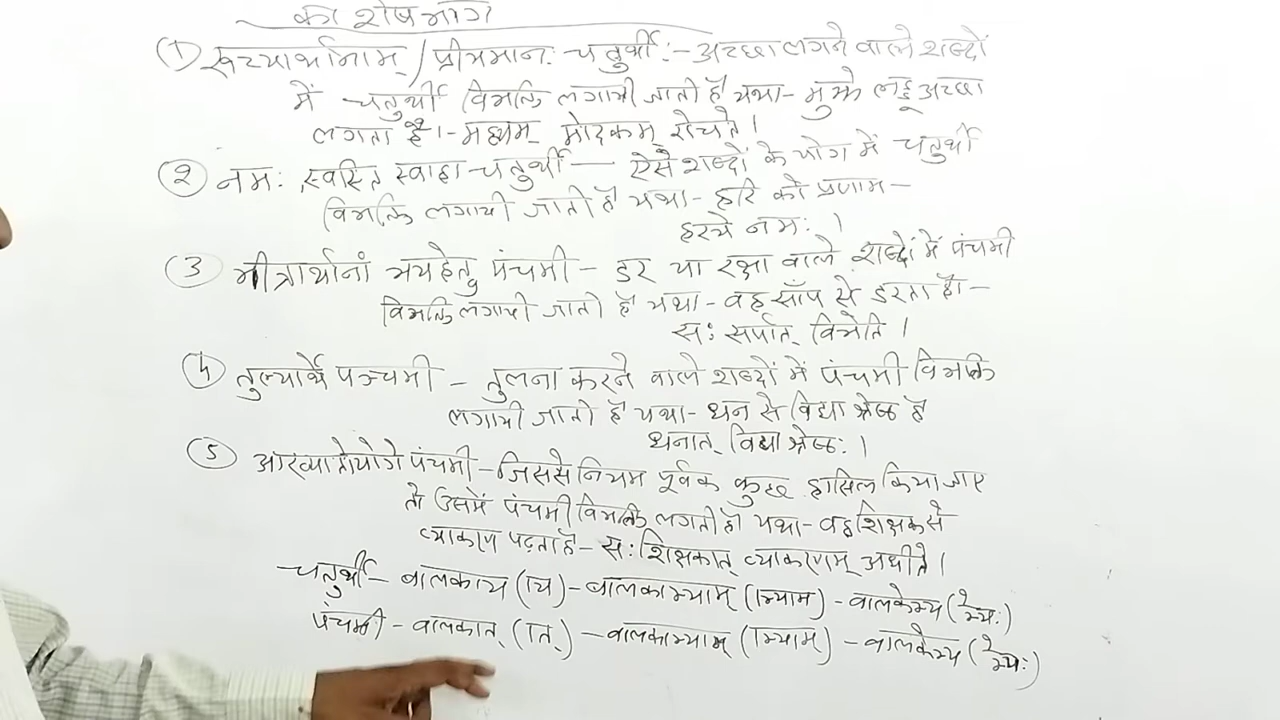 का शेष भाग
(1) रूच्यार्थानाम् / प्रीयमानः चतुर्थीः- अच्छा लगने वाले शब्दों
में चतुर्थी विभक्ति लगायी जाती है यथा- मुझे लड्डू अच्छा
लगता है।- मह्यम् मोदकम् रोचते।
(2) नमः स्वस्ति स्वाहा-चतुर्थी — ऐसे शब्दों के योग में चतुर्थी
विभक्ति लगायी जाती है यथा- हरि को प्रणाम-
हरये नमः ।
(3) भीत्रार्थानां भयहेतु पंचमी - डर या रक्षा वाले शब्दों में पंचमी
विभक्ति लगायी जाती है यथा- वह साँप से डरता है-
सः सर्पात् विभेति ।
(4) तुल्यार्थे पञ्चमी - तुलना करने वाले शब्दों में पंचमी विभक्ति
लगायी जाती है यथा- धन से विद्या श्रेष्ठ है
धनात् विद्या श्रेष्ठः ।
(5) आख्यातोयोगे पंचमी - जिससे नियम पूर्वक कुछ हासिल किया जाए
तो उसमें पंचमी विभक्ति लगती है यथा- वह शिक्षक से
व्याकरण पढ़ता है- सः शिक्षकात् व्याकरणम् अधीते।
चतुर्थी- बालकाय (ाय) - बालकाभ्याम् (ाभ्याम) - बालकेभ्य (ेभ्यः)
पंचमी - बालकात् (ात्) - बालकाभ्याम् (ाभ्याम्) - बालकेभ्य (ेभ्यः)